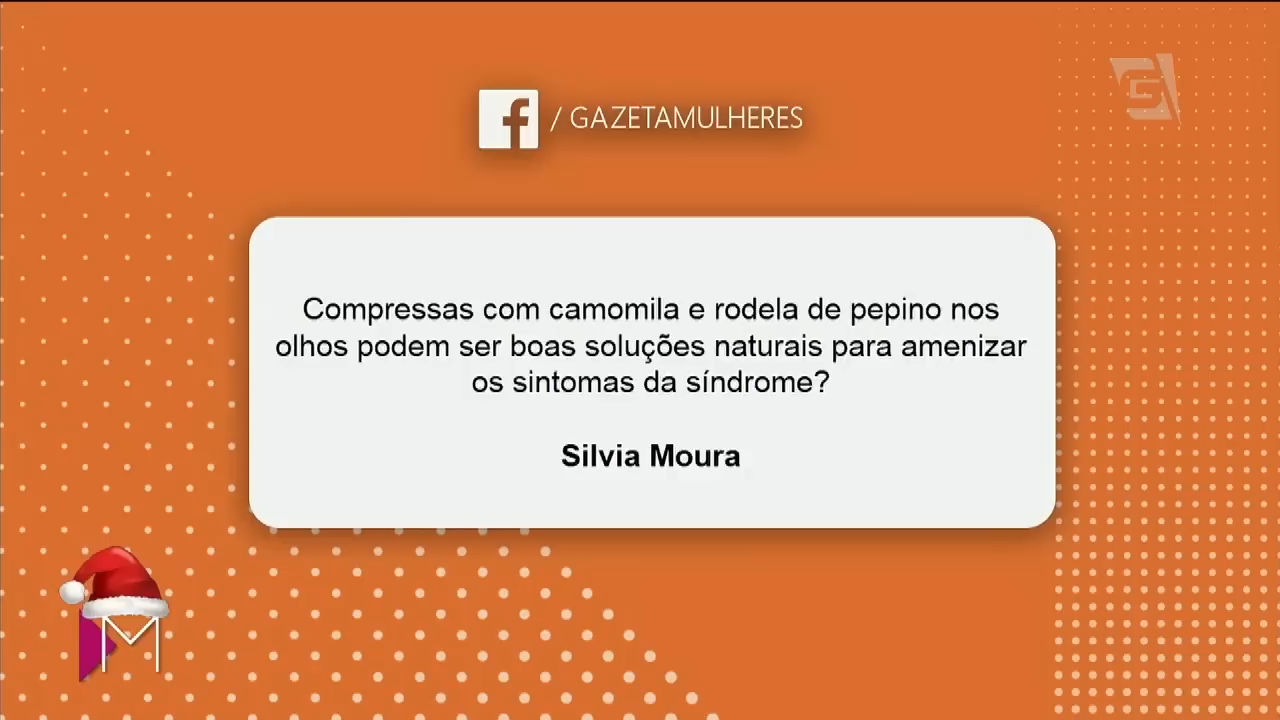 / GAZETAMULHERES
Compressas com camomila e rodela de pepino nos
olhos podem ser boas soluções naturais para amenizar
os sintomas da síndrome?
Silvia Moura